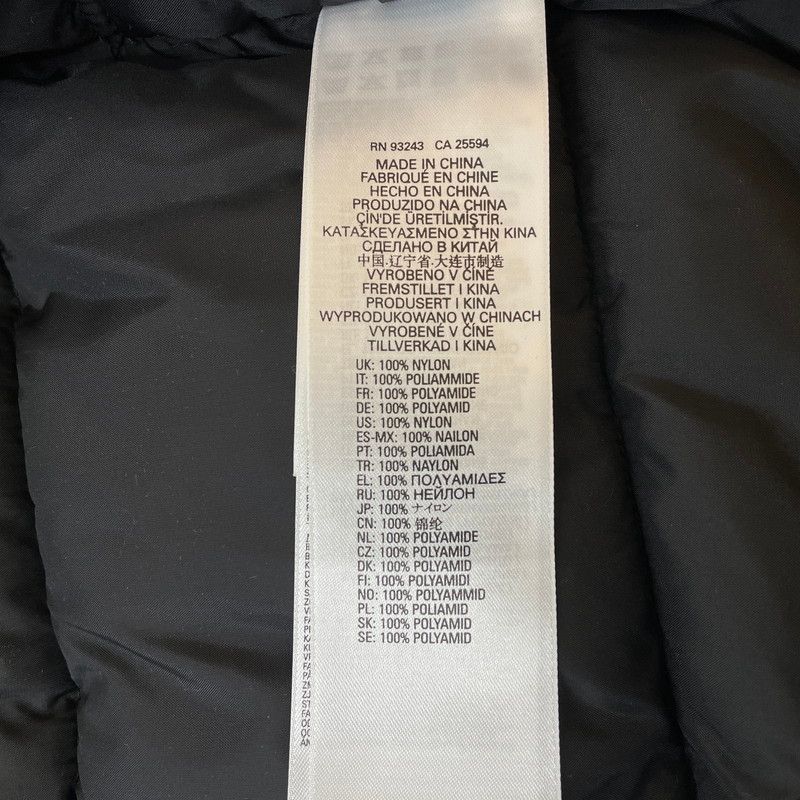 RN 93243 CA 25594
MADE IN CHINA
FABRIQUÉ EN CHINE
HECHO EN CHINA
PRODUZIDO NA CHINA
ÇİN'DE ÜRETİLMİŞTİR.
ΚΑΤΑΣΚΕΥΑΣΜΕΝΟ ΣΤΗΝ ΚΙΝΑ
СДЕЛАНО В КИТАЙ
中国.辽宁省.大连市制造
VYROBENO V ČÍNĚ
FREMSTILLET I KINA
PRODUSERT I KINA
WYPRODUKOWANO W CHINACH
VYROBENÉ V ČÍNE
TILLVERKAD I KINA
UK: 100% NYLON
IT: 100% POLIAMMIDE
FR: 100% POLYAMIDE
DE: 100% POLYAMID
US: 100% NYLON
ES-MX: 100% NAILON
PT: 100% POLIAMIDA
TR: 100% NAYLON
EL: 100% ΠΟΛΥΑΜΙΔΕΣ
RU: 100% НЕЙЛОН
JP: 100% ナイロン
CN: 100% 锦纶
NL: 100% POLYAMIDE
CZ: 100% POLYAMID
DK: 100% POLYAMID
FI: 100% POLYAMIDI
NO: 100% POLYAMMID
PL: 100% POLIAMID
SK: 100% POLYAMID
SE: 100% POLYAMID